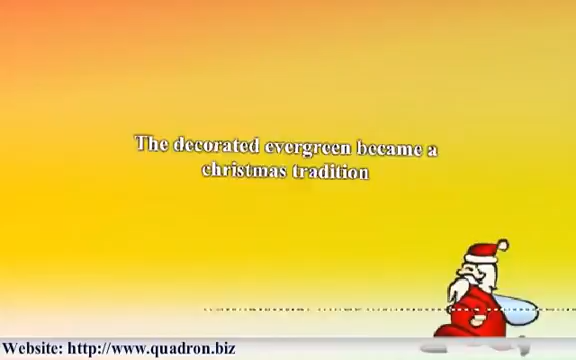 The decorated evergreen became a
christmas tradition
Website: http://www.quadron.biz